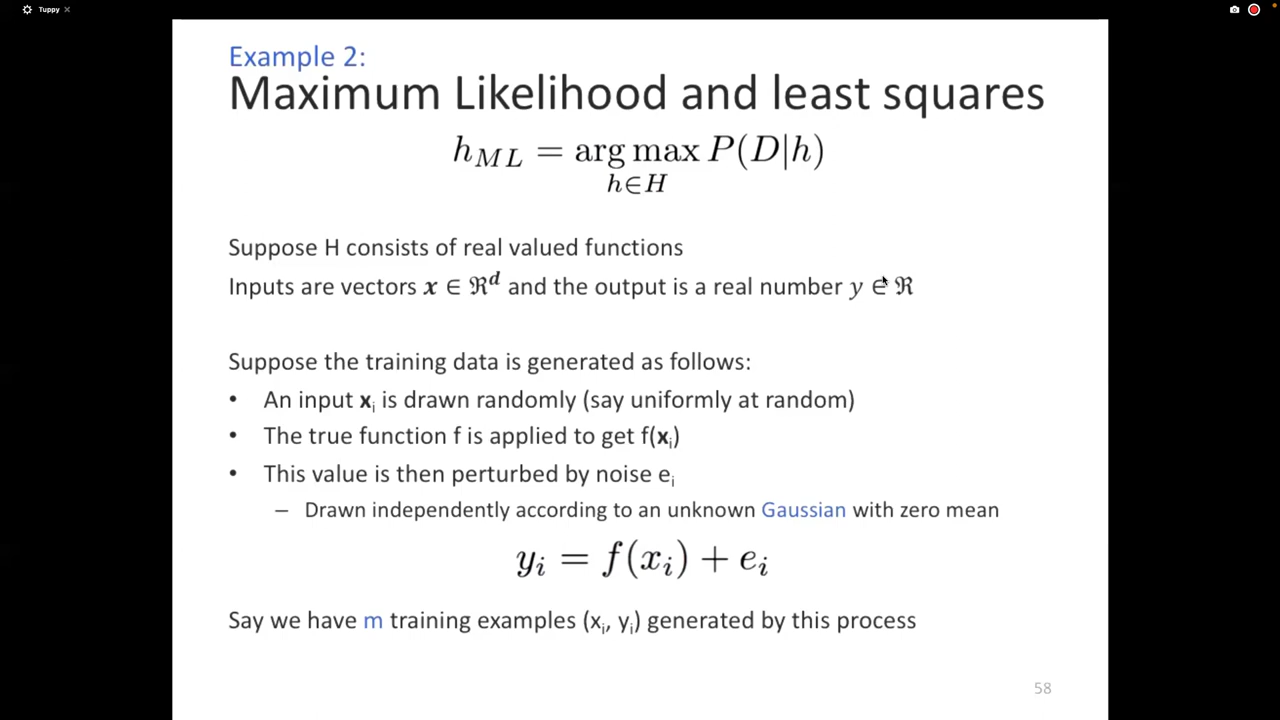 Tuppy
Example 2:
Maximum Likelihood and least squares
h_{ML} = arg max P(D|h)
h∈H
Suppose H consists of real valued functions
Inputs are vectors x ∈ ℜ^d and the output is a real number y ∈ ℜ
Suppose the training data is generated as follows:
• An input x_i is drawn randomly (say uniformly at random)
• The true function f is applied to get f(x_i)
• This value is then perturbed by noise e_i
– Drawn independently according to an unknown Gaussian with zero mean
y_i = f(x_i) + e_i
Say we have m training examples (x_i, y_i) generated by this process
58